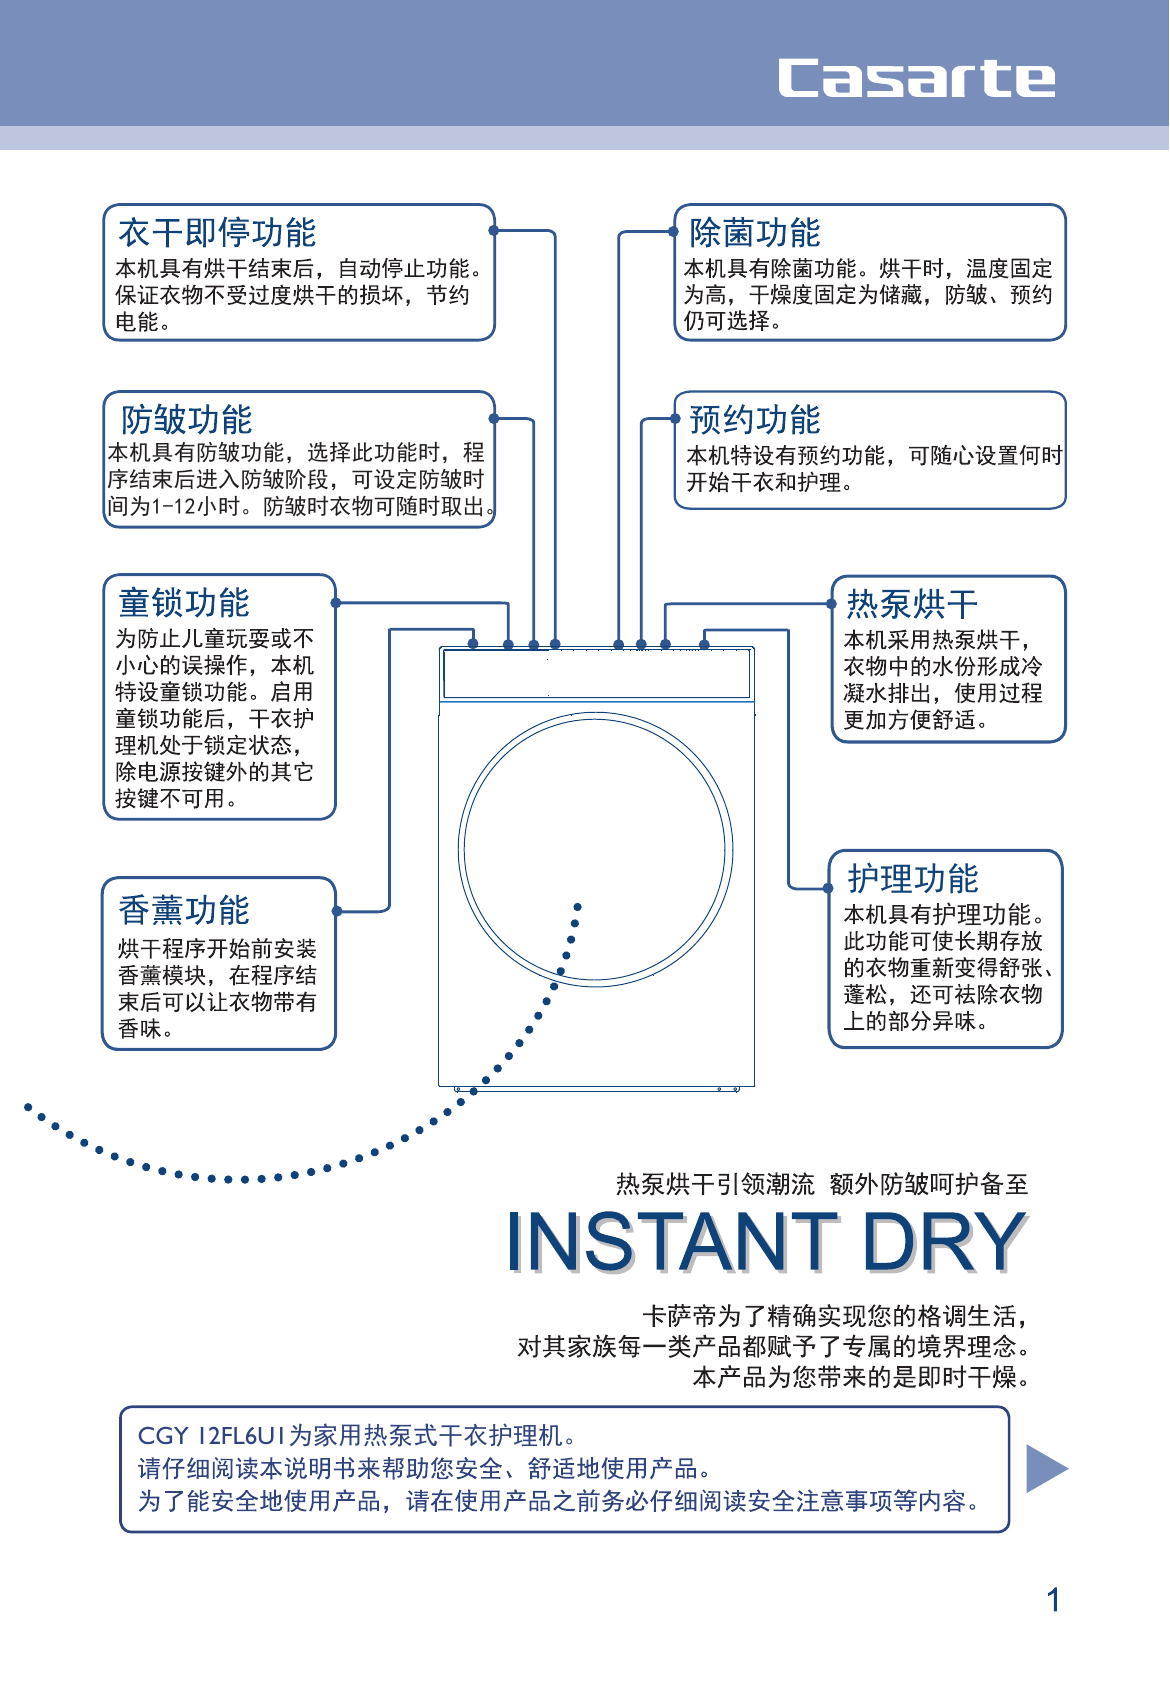 Casarte
衣干即停功能
本机具有烘干结束后，自动停止功能。
保证衣物不受过度烘干的损坏，节约
电能。
除菌功能
本机具有除菌功能。烘干时，温度固定
为高，干燥度固定为储藏，防皱、预约
仍可选择。
防皱功能
本机具有防皱功能，选择此功能时，程
序结束后进入防皱阶段，可设定防皱时
间为1-12小时。防皱时衣物可随时取出。
预约功能
本机特设有预约功能，可随心设置何时
开始干衣和护理。
童锁功能
为防止儿童玩耍或不
小心的误操作，本机
特设童锁功能。启用
童锁功能后，干衣护
理机处于锁定状态，
除电源按键外的其它
按键不可用。
热泵烘干
本机采用热泵烘干，
衣物中的水份形成冷
凝水排出，使用过程
更加方便舒适。
香薰功能
烘干程序开始前安装
香薰模块，在程序结
束后可以让衣物带有
香味。
护理功能
本机具有护理功能。
此功能可使长期存放
的衣物重新变得舒张、
蓬松，还可祛除衣物
上的部分异味。
热泵烘干引领潮流 额外防皱呵护备至
INSTANT DRY
卡萨帝为了精确实现您的格调生活，
对其家族每一类产品都赋予了专属的境界理念。
本产品为您带来的是即时干燥。
CGY 12FL6U1为家用热泵式干衣护理机。
请仔细阅读本说明书来帮助您安全、舒适地使用产品。
为了能安全地使用产品，请在使用产品之前务必仔细阅读安全注意事项等内容。
1